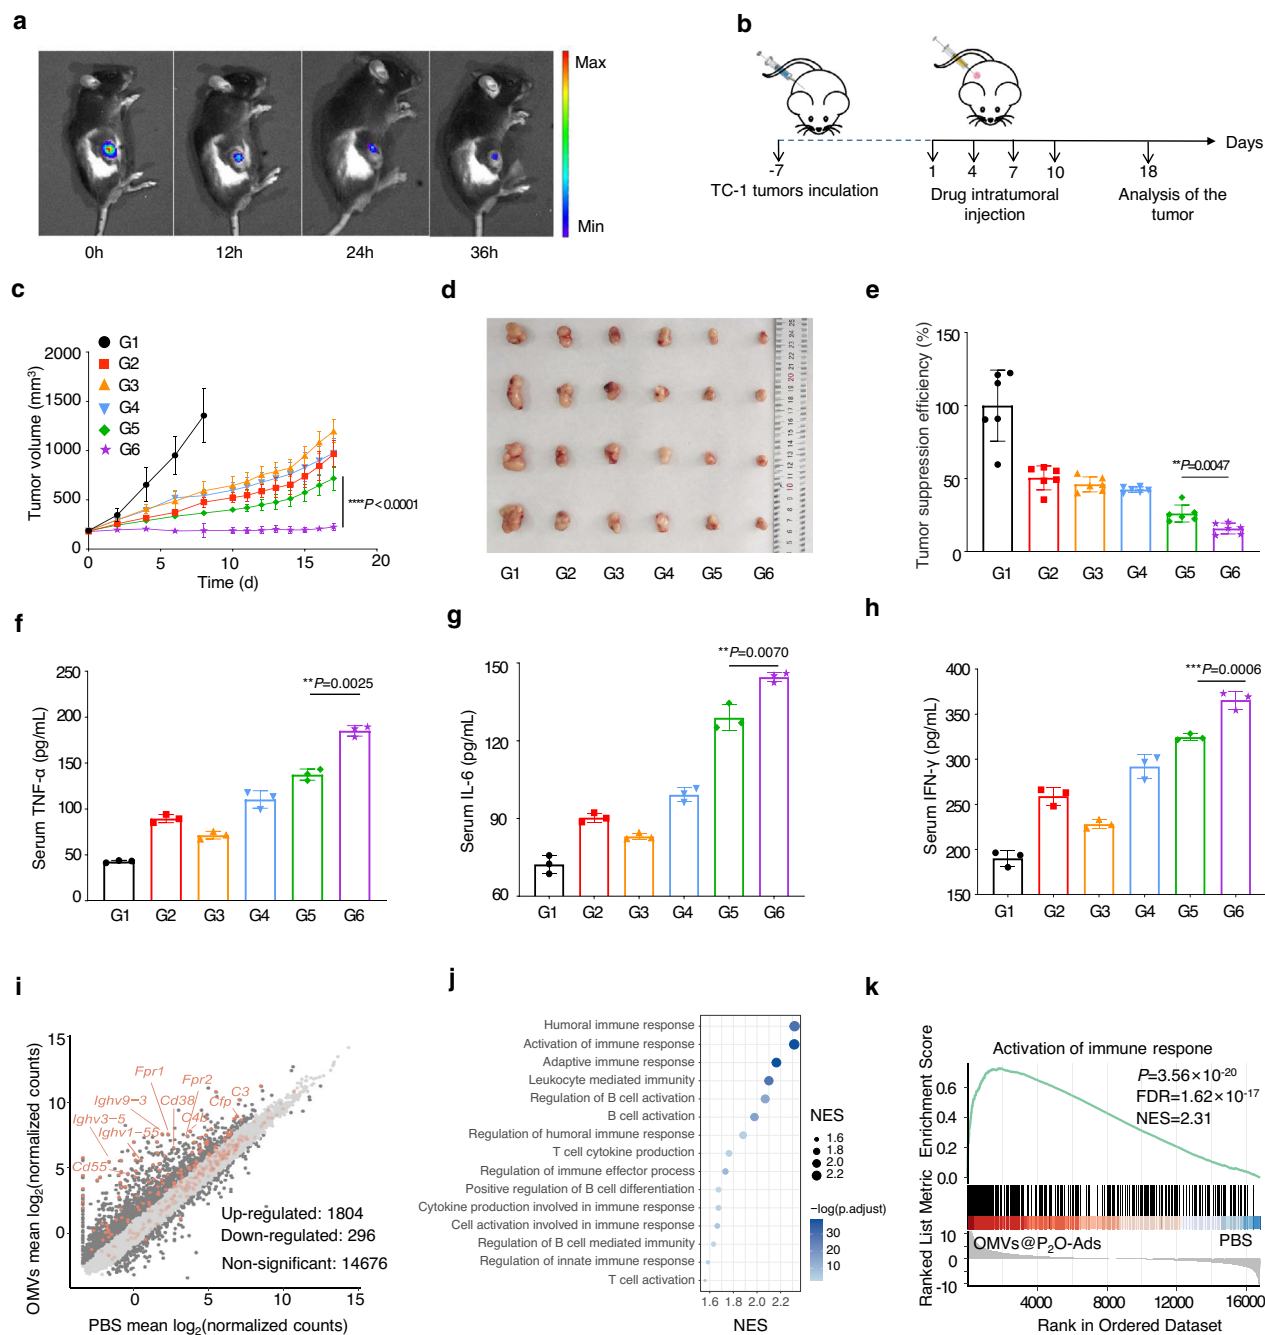 a
Max
Min
0h
12h
24h
36h
b
Days
-7
1
4
7
10
18
TC-1 tumors inculation
Drug intratumoral
injection
Analysis of the
tumor
c
Tumor volume (mm³)
2000
1500
1000
500
0
0
5
10
15
20
Time (d)
G1
G2
G3
G4
G5
G6
****P<0.0001
d
G1
G2
G3
G4
G5
G6
e
Tumor suppression efficiency (%)
150
100
50
0
**P=0.0047
G1
G2
G3
G4
G5
G6
f
Serum TNF-α (pg/mL)
250
200
150
100
50
0
**P=0.0025
G1
G2
G3
G4
G5
G6
g
Serum IL-6 (pg/mL)
150
120
90
60
**P=0.0070
G1
G2
G3
G4
G5
G6
h
Serum IFN-γ (pg/mL)
400
350
300
250
200
150
***P=0.0006
G1
G2
G3
G4
G5
G6
i
OMVs mean log₂(normalized counts)
15
10
5
0
Fpr1
Fpr2
C3
Ighv9-3
Cd38
Cfp
Ighv3-5
C4b
Ighv1-55
Cd55
Up-regulated: 1804
Down-regulated: 296
Non-significant: 14676
0
5
10
15
PBS mean log₂(normalized counts)
j
Humoral immune response
Activation of immune response
Adaptive immune response
Leukocyte mediated immunity
Regulation of B cell activation
B cell activation
Regulation of humoral immune response
T cell cytokine production
Regulation of immune effector process
Positive regulation of B cell differentiation
Cytokine production involved in immune response
Cell activation involved in immune response
Regulation of B cell mediated immunity
Regulation of innate immune response
T cell activation
1.6
1.8
2.0
2.2
NES
NES
1.6
1.8
2.0
2.2
−log(p.adjust)
30
20
10
k
Activation of immune respone
P=3.56×10⁻²⁰
FDR=1.62×10⁻¹⁷
NES=2.31
Enrichment Score
0.6
0.4
0.2
0.0
Ranked List Metric
10
0
-10
OMVs@P₂O-Ads
PBS
4000
8000
12000
16000
Rank in Ordered Dataset